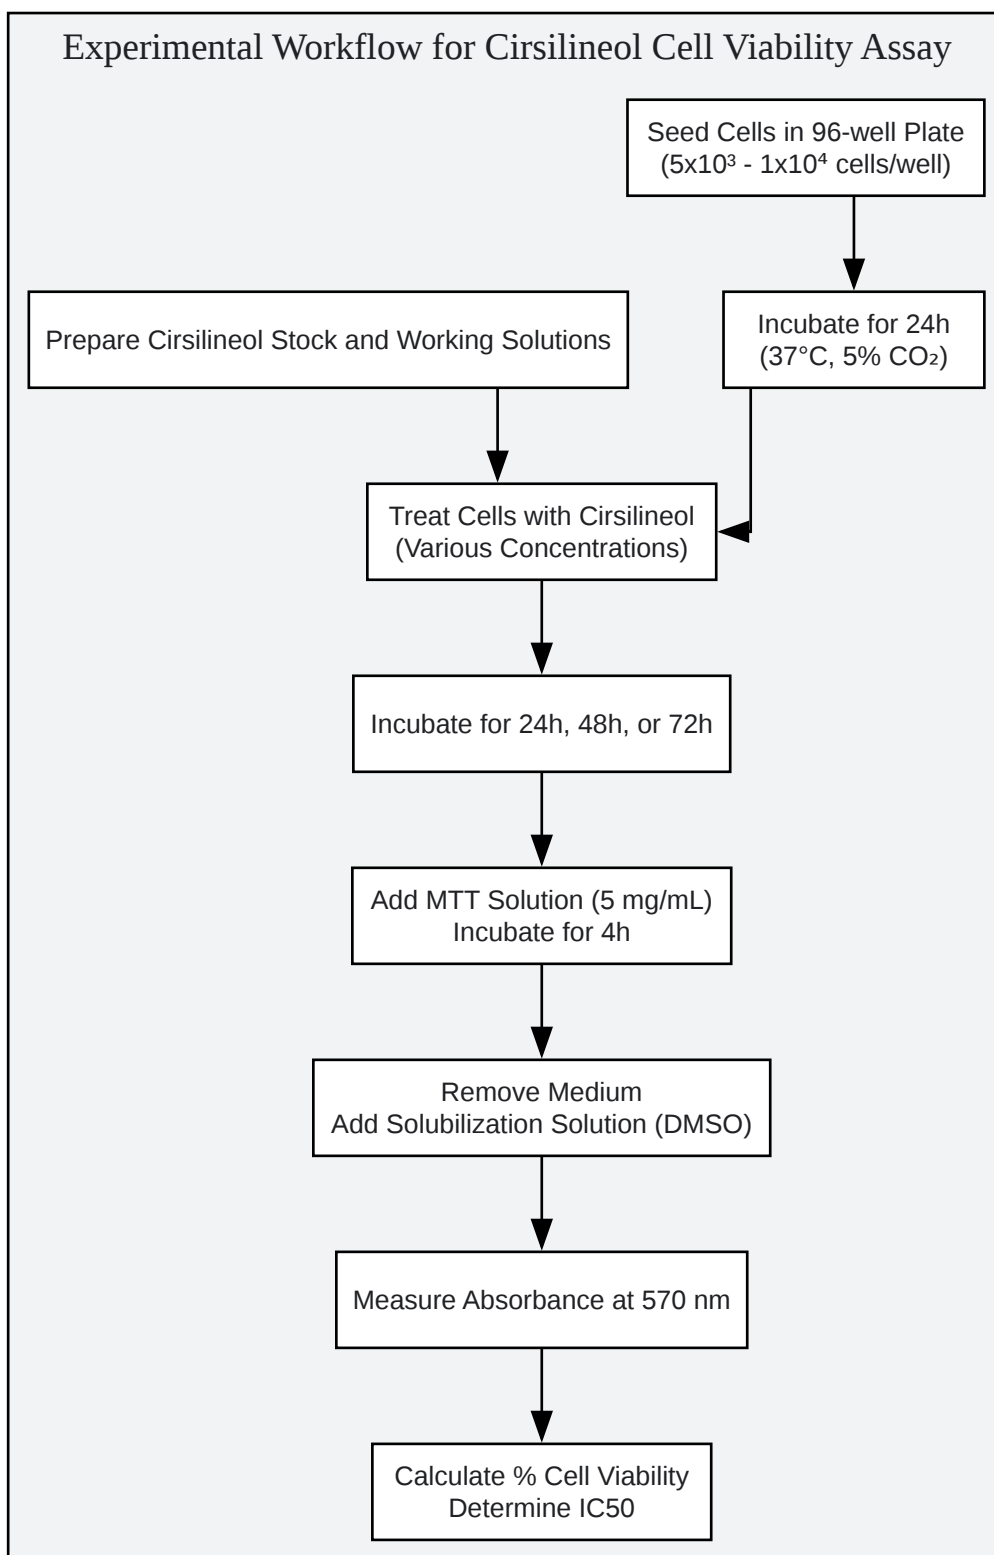 Experimental Workflow for Cirsilineol Cell Viability Assay
Seed Cells in 96-well Plate
(5x10³ - 1x10⁴ cells/well)
Prepare Cirsilineol Stock and Working Solutions
Incubate for 24h
(37°C, 5% CO₂)
Treat Cells with Cirsilineol
(Various Concentrations)
Incubate for 24h, 48h, or 72h
Add MTT Solution (5 mg/mL)
Incubate for 4h
Remove Medium
Add Solubilization Solution (DMSO)
Measure Absorbance at 570 nm
Calculate % Cell Viability
Determine IC50